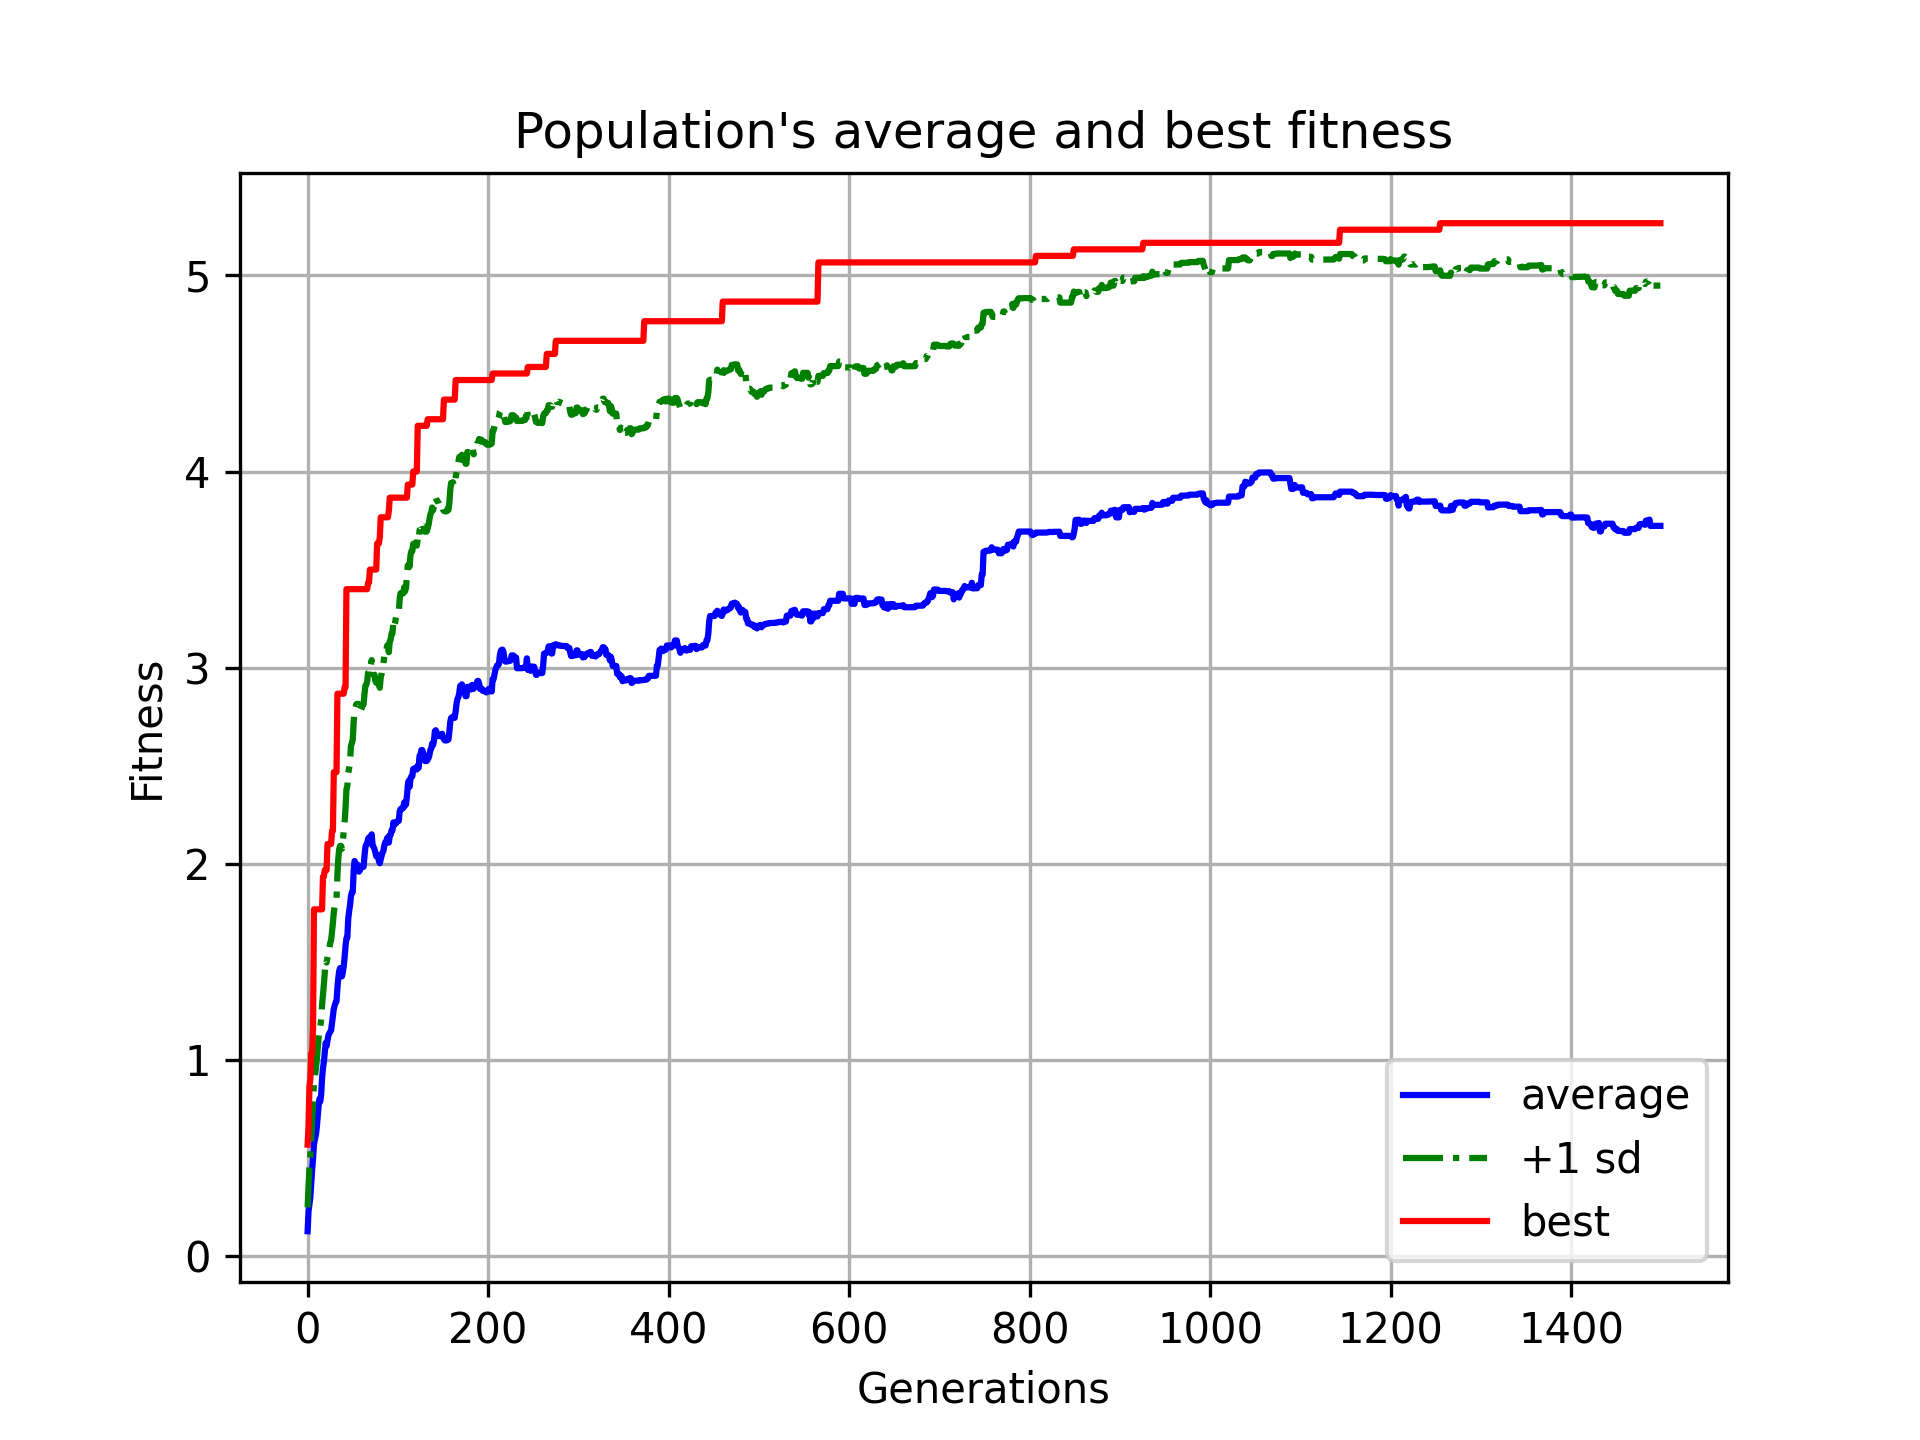 Population's average and best fitness
Fitness
5
4
3
2
1
0
0 200 400 600 800 1000 1200 1400
Generations
average
+1 sd
best